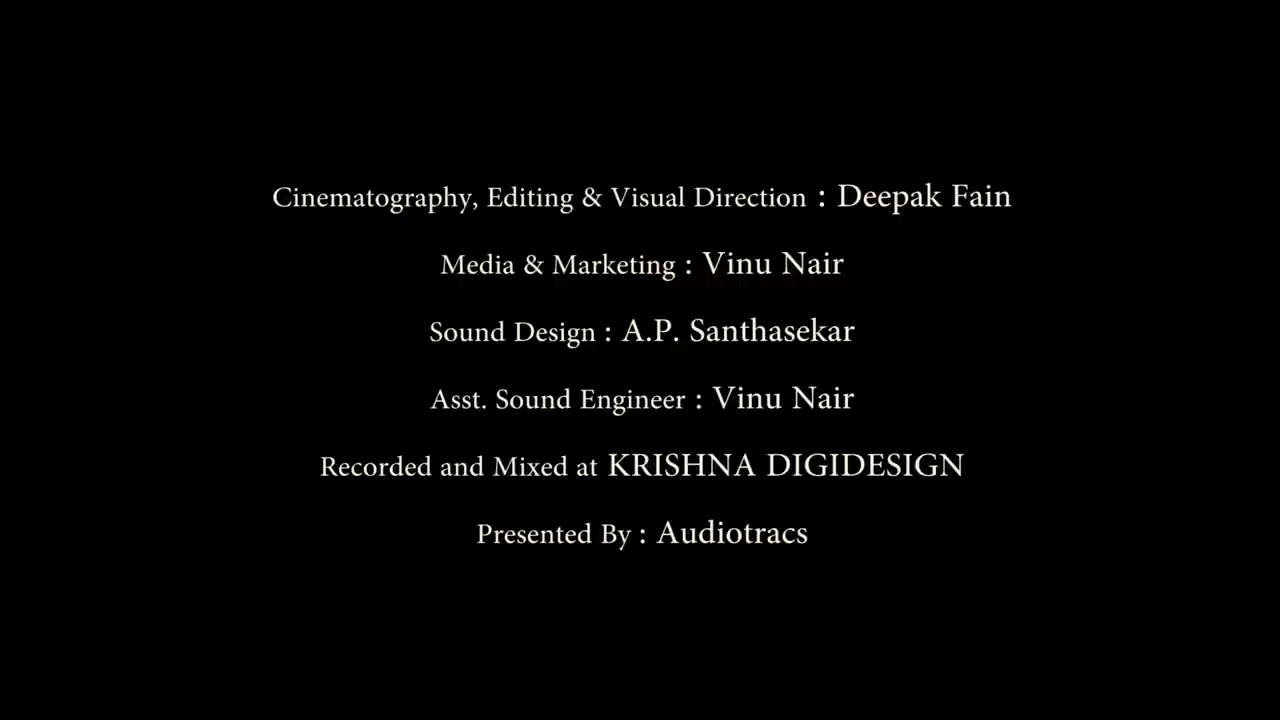 Cinematography, Editing & Visual Direction : Deepak Fain
Media & Marketing : Vinu Nair
Sound Design : A.P. Santhasekar
Asst. Sound Engineer : Vinu Nair
Recorded and Mixed at KRISHNA DIGIDESIGN
Presented By : Audiotracs